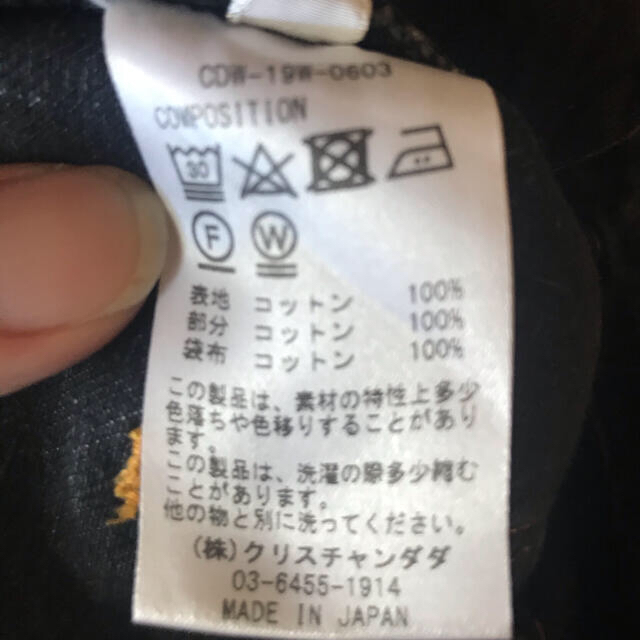 CDW-19W-0603
COMPOSITION
30
F W
表地 コットン 100%
部分 コットン 100%
袋布 コットン 100%
この製品は、素材の特性上多少
色落ちや色移りすることがあり
ます。
この製品は、洗濯の際多少縮む
ことがあります。
他の物と別に洗ってください。
(株)クリスチャンダダ
03-6455-1914
MADE IN JAPAN